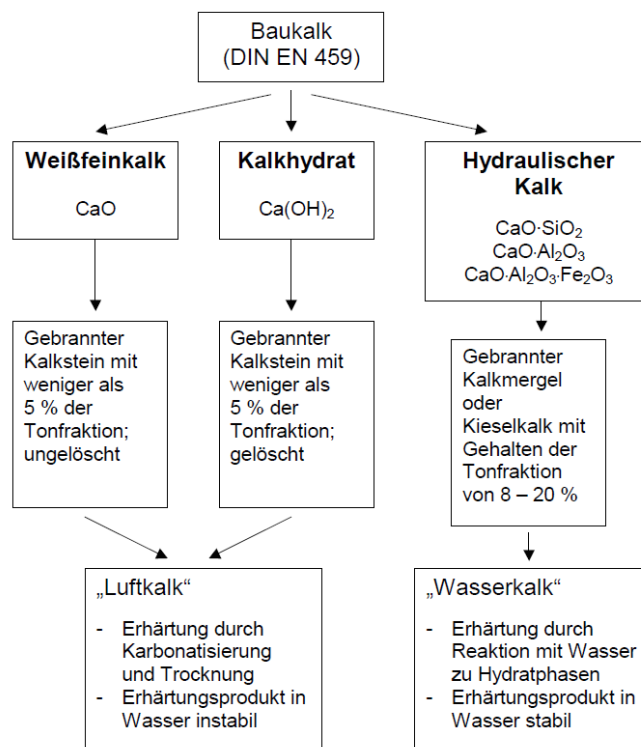 Baukalk
(DIN EN 459)
Weißfeinkalk
CaO
Kalkhydrat
Ca(OH)₂
Hydraulischer
Kalk
CaO·SiO₂
CaO·Al₂O₃
CaO·Al₂O₃·Fe₂O₃
Gebrannter
Kalkstein mit
weniger als
5 % der
Tonfraktion;
ungelöscht
Gebrannter
Kalkstein mit
weniger als
5 % der
Tonfraktion;
gelöscht
Gebrannter
Kalkmergel
oder
Kieselkalk mit
Gehalten der
Tonfraktion
von 8 – 20 %
„Luftkalk“
- Erhärtung durch
Karbonatisierung
und Trocknung
- Erhärtungsprodukt in
Wasser instabil
„Wasserkalk“
- Erhärtung durch
Reaktion mit Wasser
zu Hydratphasen
- Erhärtungsprodukt in
Wasser stabil